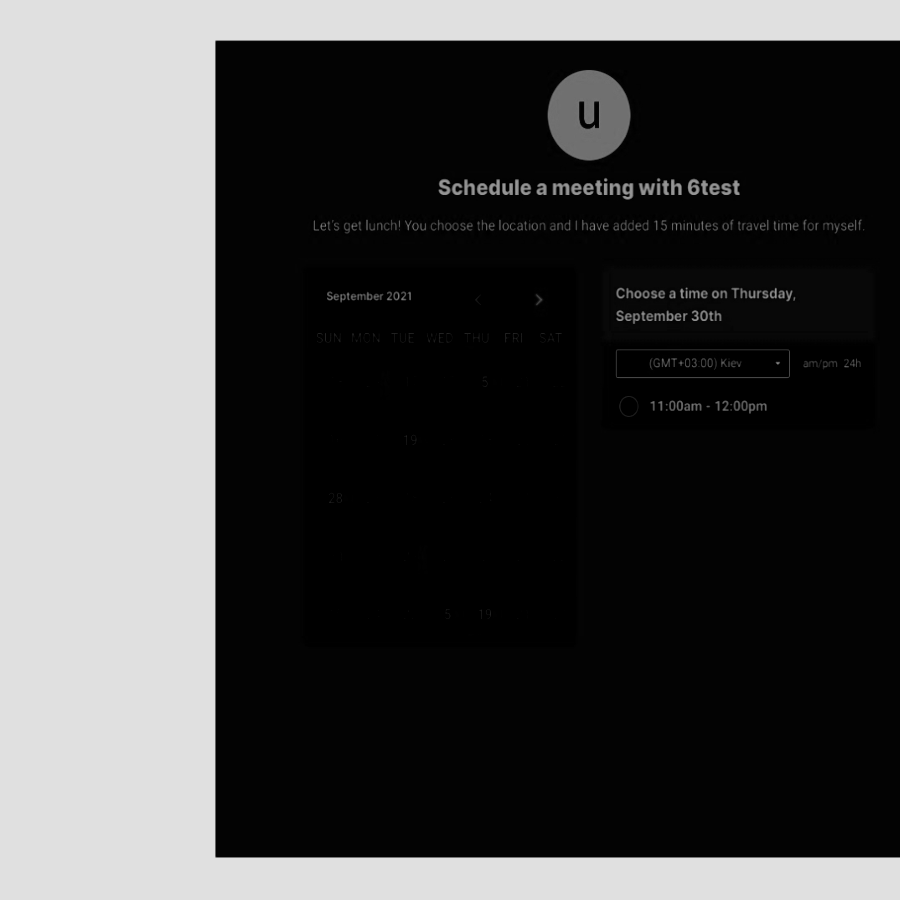 u
Schedule a meeting with 6test
Let's get lunch! You choose the location and I have added 15 minutes of travel time for myself.
September 2021
SUN MON TUE WED THU FRI SAT
5
19
28
5 19
Choose a time on Thursday,
September 30th
(GMT+03:00) Kiev
am/pm 24h
11:00am - 12:00pm